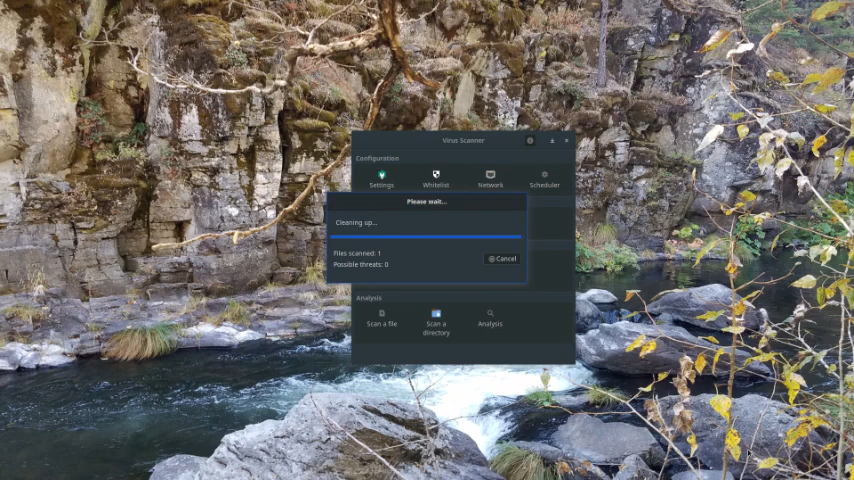 Virus Scanner
Configuration
Settings
Whitelist
Network
Scheduler
Please wait...
Cleaning up...
Files scanned: 1
Possible threats: 0
Cancel
Analysis
Scan a file
Scan a
directory
Analysis